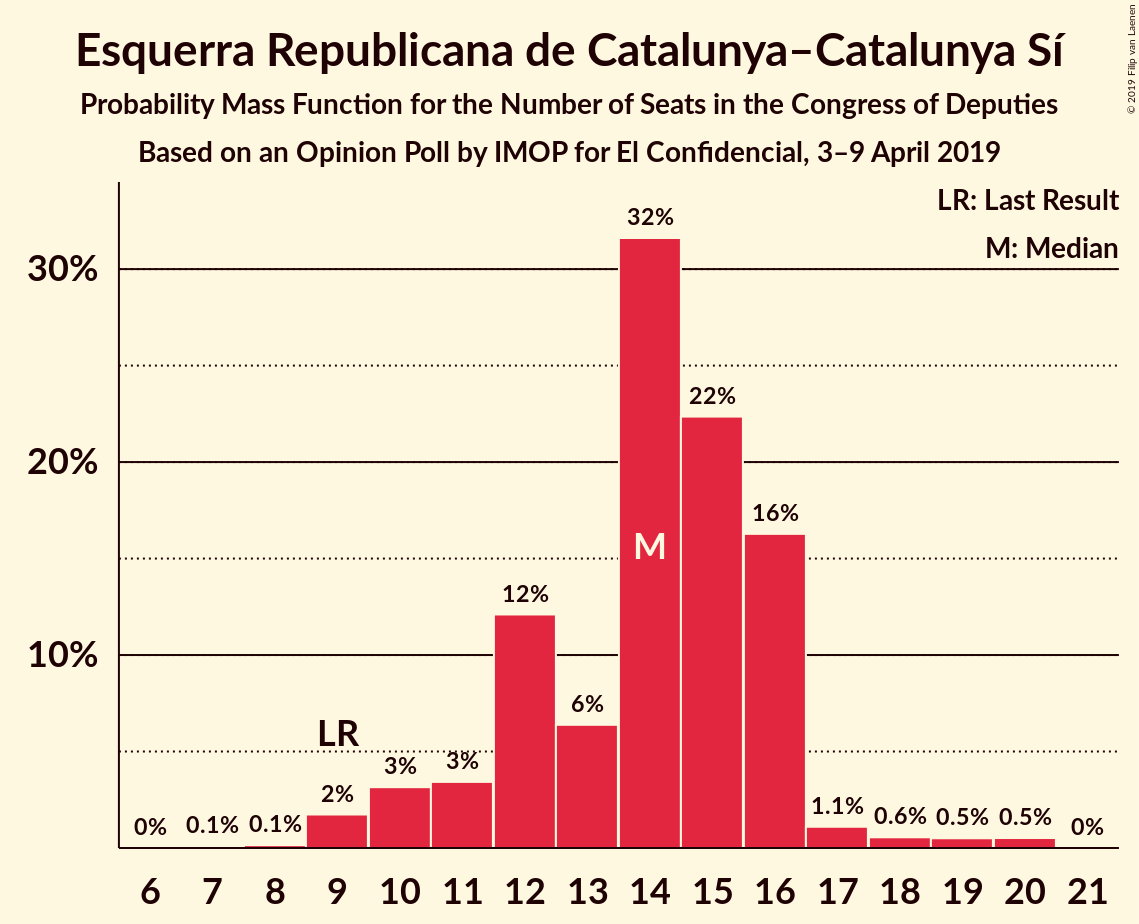 Esquerra Republicana de Catalunya–Catalunya Sí
Probability Mass Function for the Number of Seats in the Congress of Deputies
Based on an Opinion Poll by IMOP for El Confidencial, 3–9 April 2019
© 2019 Filip van Laenen
LR: Last Result
M: Median
30%
20%
10%
0%
0.1%
0.1%
2%
LR
3%
3%
12%
6%
32%
M
22%
16%
1.1%
0.6%
0.5%
0.5%
0%
6 7 8 9 10 11 12 13 14 15 16 17 18 19 20 21